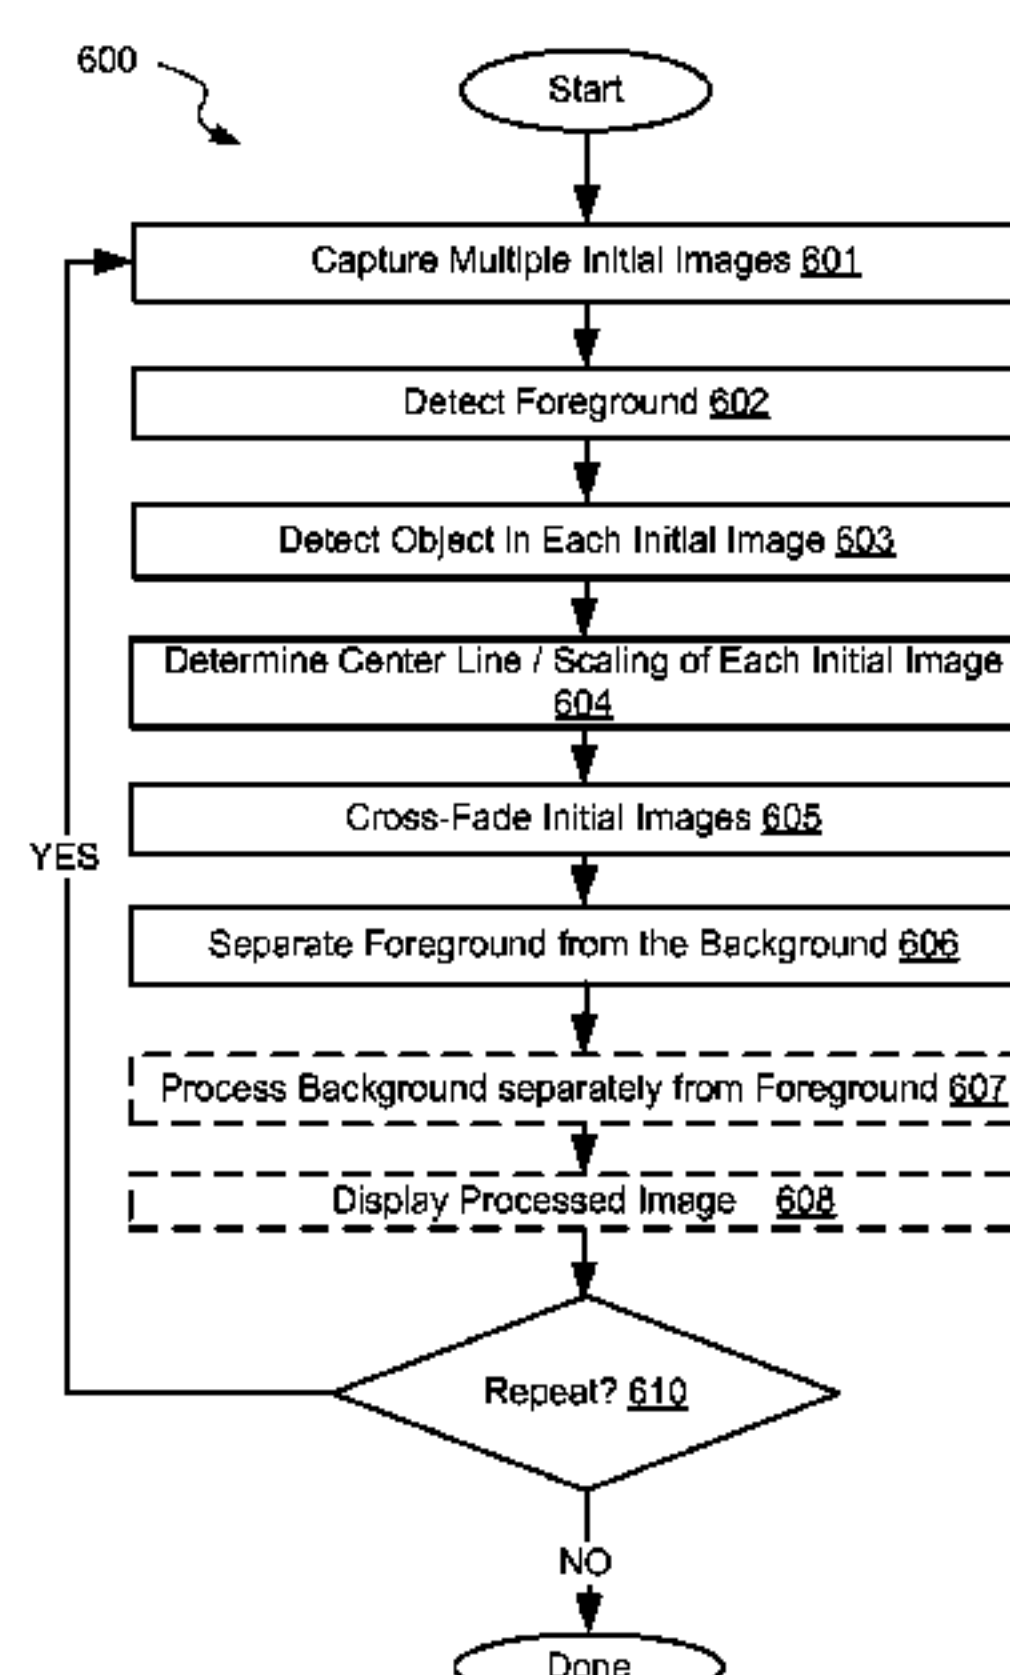 600
Start
Capture Multiple Initial Images 601
Detect Foreground 602
Detect Object In Each Initial Image 603
Determine Center Line / Scaling of Each Initial Image
604
Cross-Fade Initial Images 605
YES
Separate Foreground from the Background 606
Process Background separately from Foreground 607
Display Processed Image 608
Repeat? 610
NO
Done